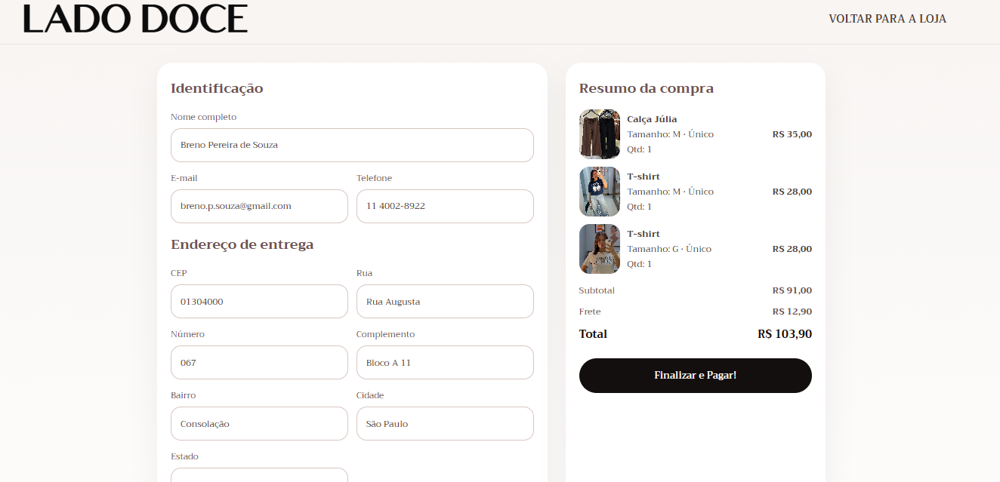 LADO DOCE
VOLTAR PARA A LOJA
Identificação
Nome completo
Breno Pereira de Souza
E-mail
Telefone
breno.p.souza@gmail.com
11 4002-8922
Endereço de entrega
CEP
Rua
01304000
Rua Augusta
Número
Complemento
067
Bloco A 11
Bairro
Cidade
Consolação
São Paulo
Estado
Resumo da compra
Calça Júlia
Tamanho: M · Único
R$ 35,00
Qtd: 1
T-shirt
Tamanho: M · Único
R$ 28,00
Qtd: 1
T-shirt
Tamanho: G · Único
R$ 28,00
Qtd: 1
Subtotal
R$ 91,00
Frete
R$ 12,90
Total
R$ 103,90
Finalizar e Pagar!